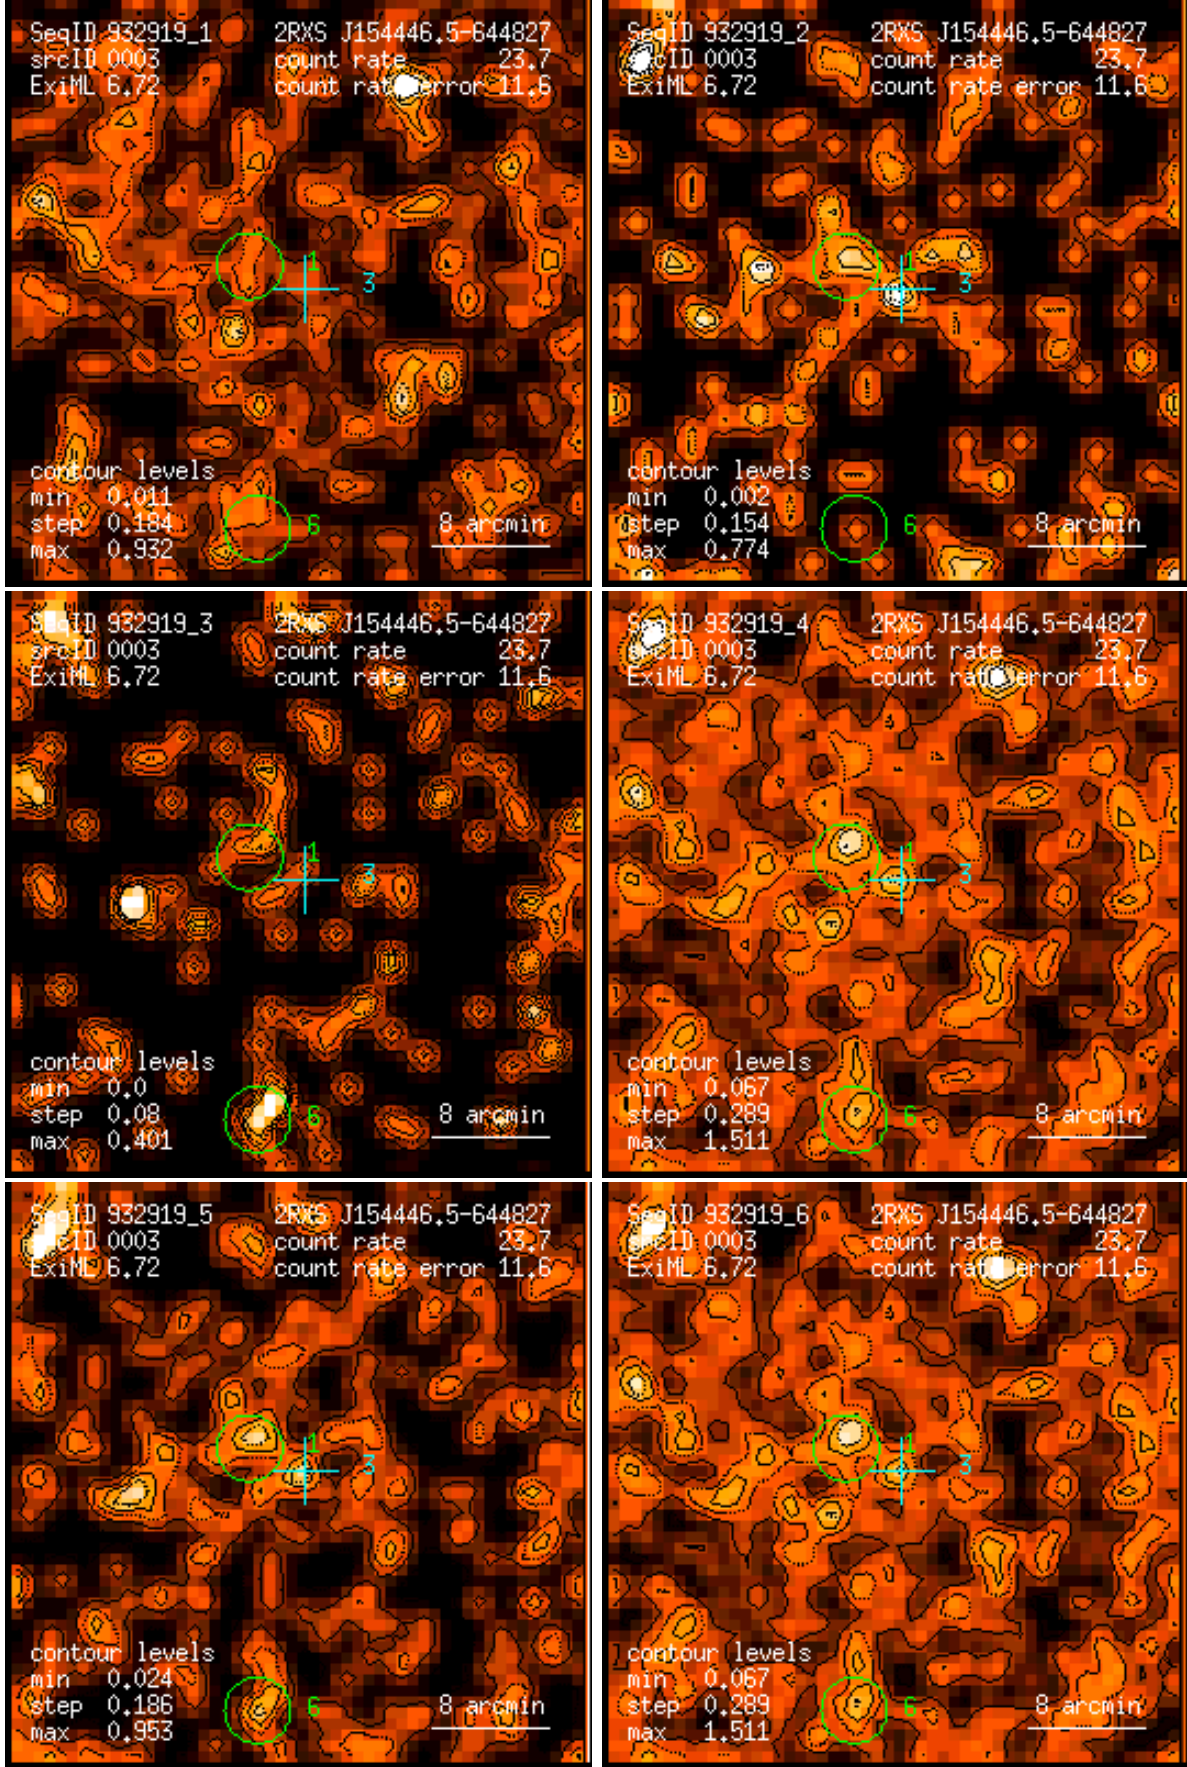 SeqID 932919_1 2RXS J154446.5-644827
srcID 0003 count rate 23.7
ExiML 6.72 count rate error 11.6
1
3
contour levels
min 0.011
step 0.184 6 8 arcmin
max 0.932
SeqID 932919_2 2RXS J154446.5-644827
srcID 0003 count rate 23.7
ExiML 6.72 count rate error 11.6
1
3
contour levels
min 0.002
step 0.154 6 8 arcmin
max 0.774
SeqID 932919_3 2RXS J154446.5-644827
srcID 0003 count rate 23.7
ExiML 6.72 count rate error 11.6
1
3
contour levels
min 0.0
step 0.08 6 8 arcmin
max 0.401
SeqID 932919_4 2RXS J154446.5-644827
srcID 0003 count rate 23.7
ExiML 6.72 count rate error 11.6
1
3
contour levels
min 0.067
step 0.289 6 8 arcmin
max 1.511
SeqID 932919_5 2RXS J154446.5-644827
srcID 0003 count rate 23.7
ExiML 6.72 count rate error 11.6
1
3
contour levels
min 0.024
step 0.186 6 8 arcmin
max 0.953
SeqID 932919_6 2RXS J154446.5-644827
srcID 0003 count rate 23.7
ExiML 6.72 count rate error 11.6
1
3
contour levels
min 0.067
step 0.289 6 8 arcmin
max 1.511